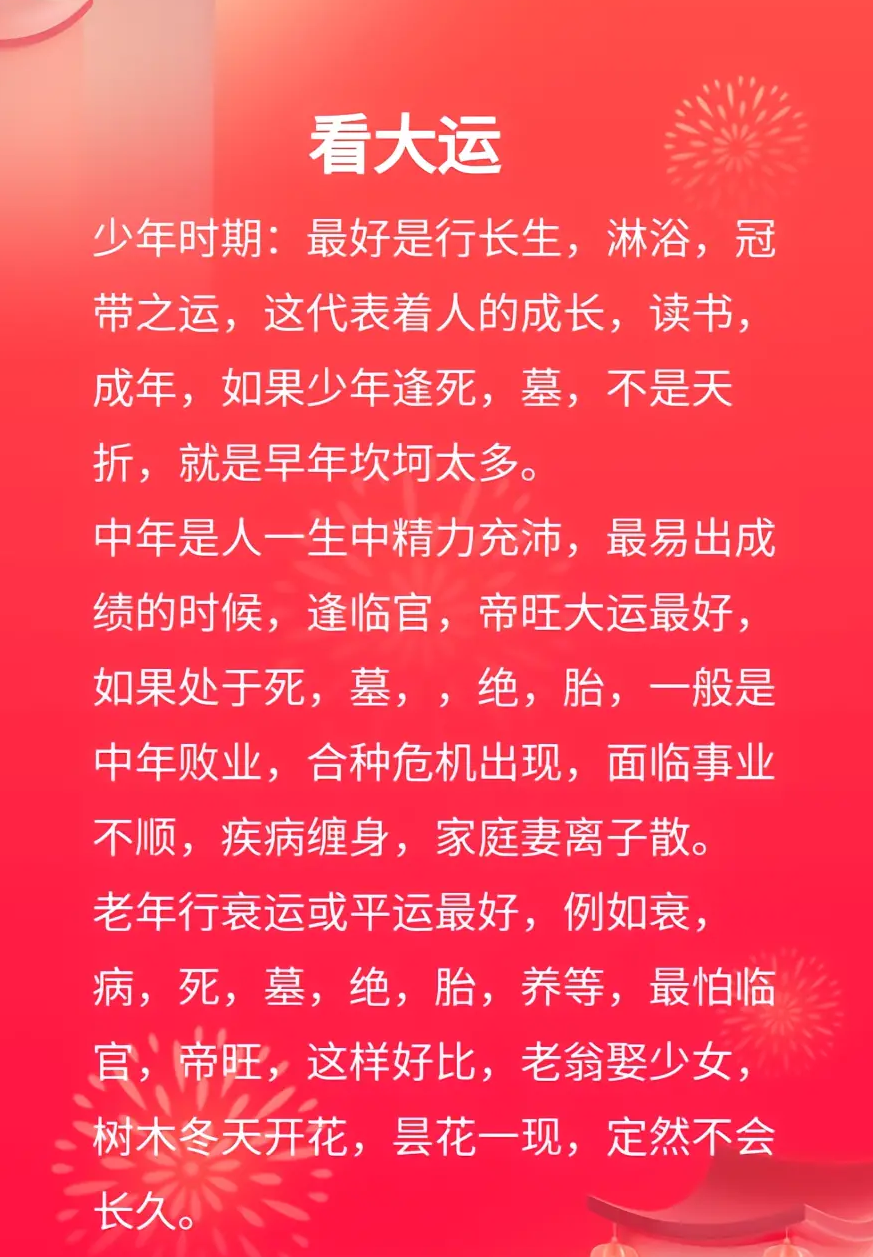 看大运
少年时期：最好是行长生，淋浴，冠
带之运，这代表着人的成长，读书，
成年，如果少年逢死，墓，不是天
折，就是早年坎坷太多。
中年是人一生中精力充沛，最易出成
绩的时候，逢临官，帝旺大运最好，
如果处于死，墓，，绝，胎，一般是
中年败业，合种危机出现，面临事业
不顺，疾病缠身，家庭妻离子散。
老年行衰运或平运最好，例如衰，
病，死，墓，绝，胎，养等，最怕临
官，帝旺，这样好比，老翁娶少女，
树木冬天开花，昙花一现，定然不会
长久。